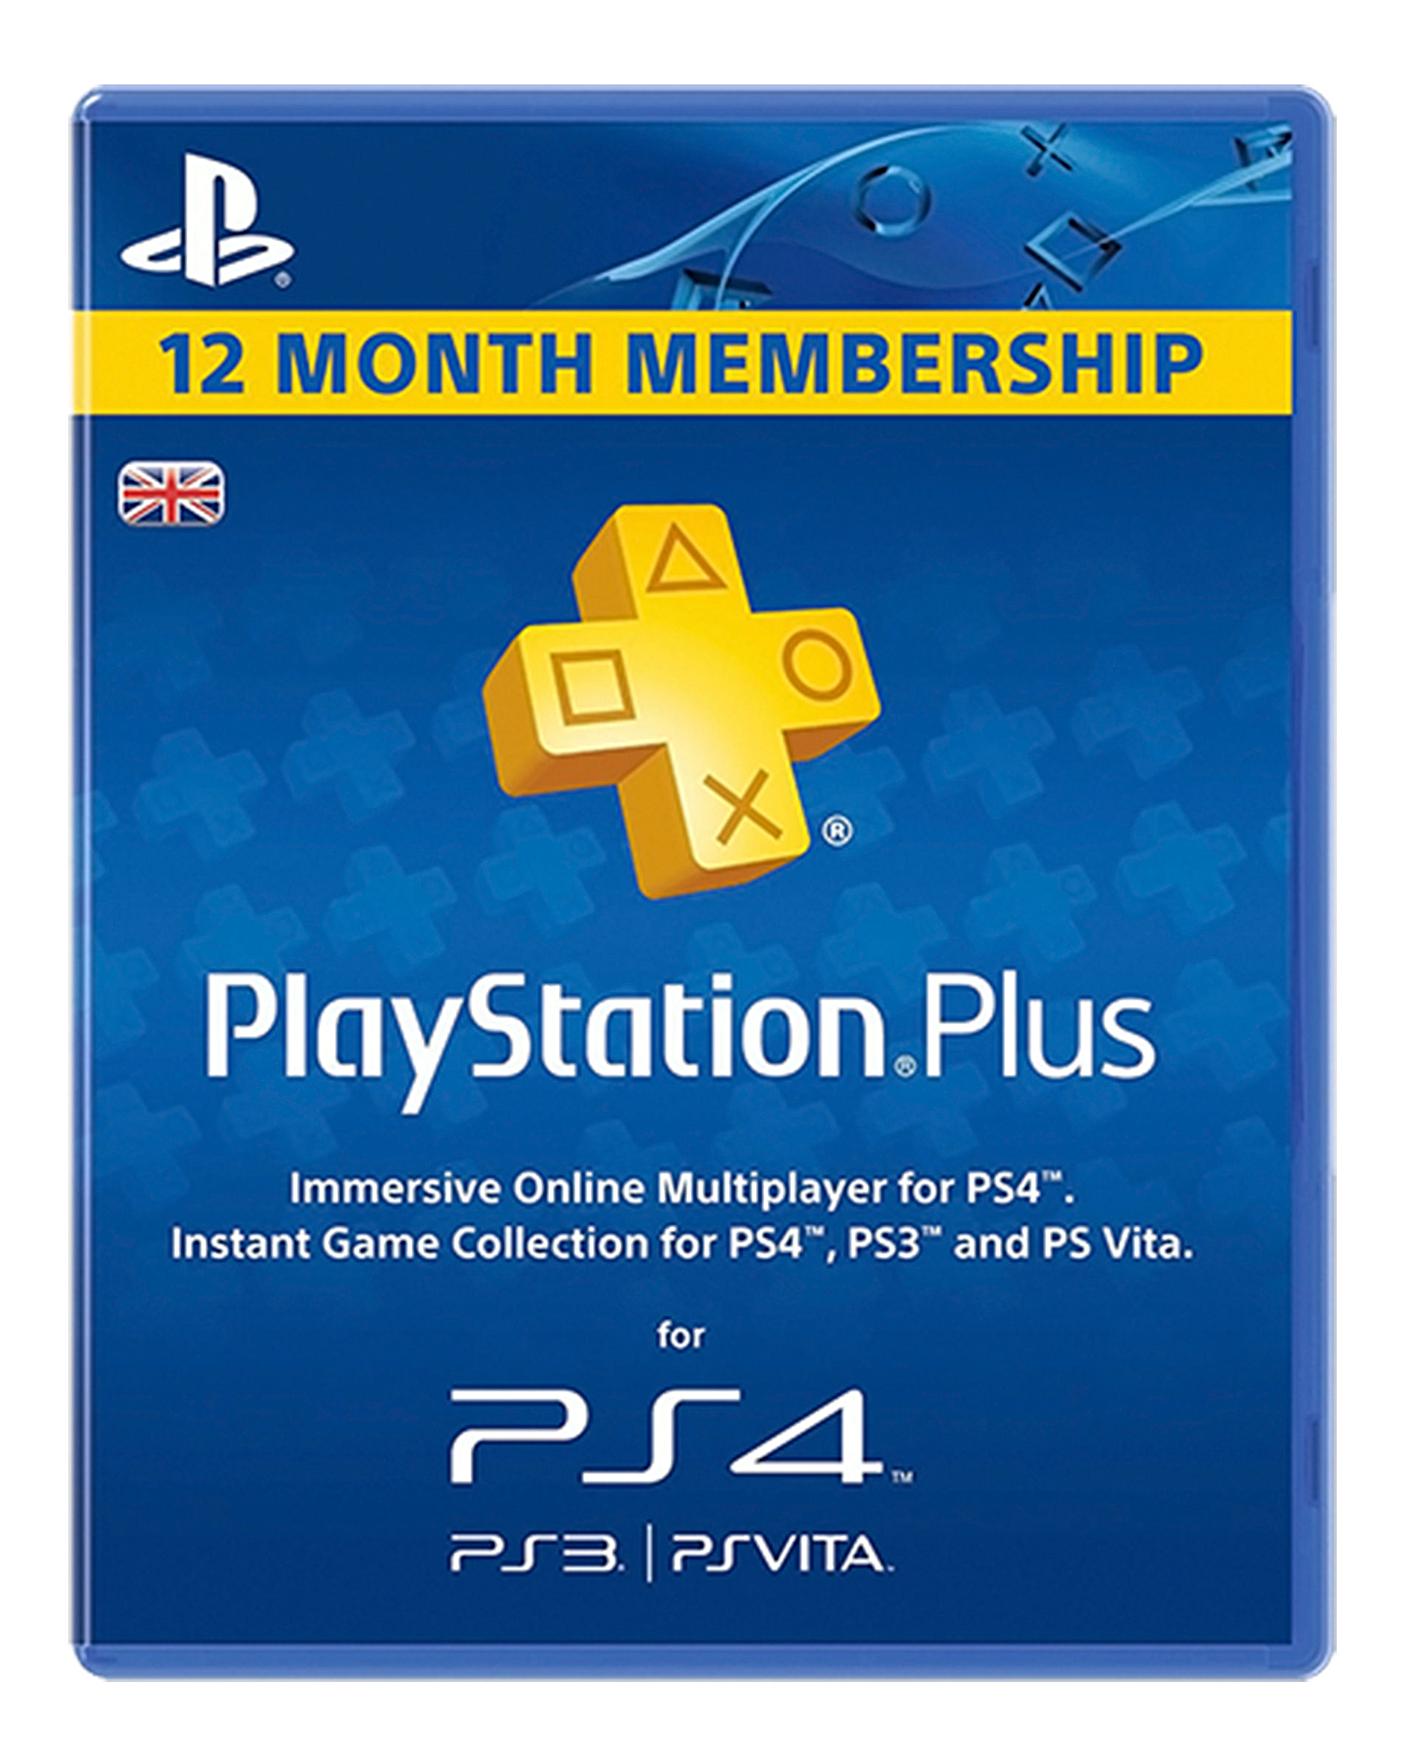 12 MONTH MEMBERSHIP
®
PlayStation®Plus
Immersive Online Multiplayer for PS4™.
Instant Game Collection for PS4™, PS3™ and PS Vita.
for
PS4™
PS3. | PSVITA.